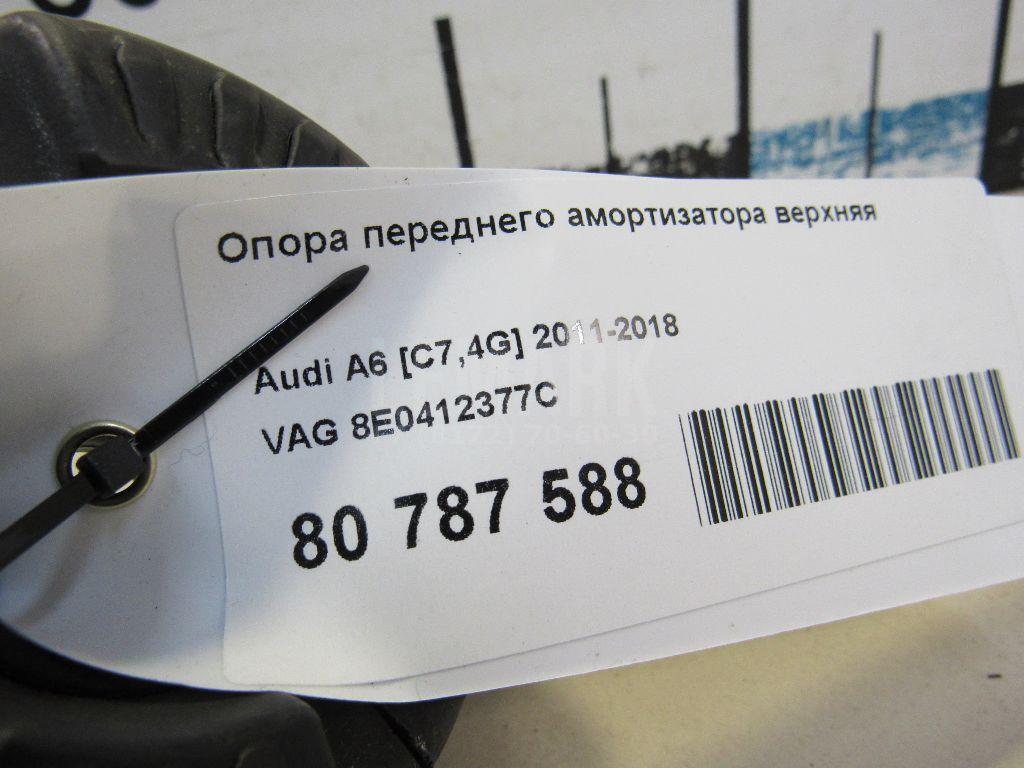 Опора переднего амортизатора верхняя
Audi A6 [C7,4G] 2011-2018
VAG 8E0412377C
80 787 588